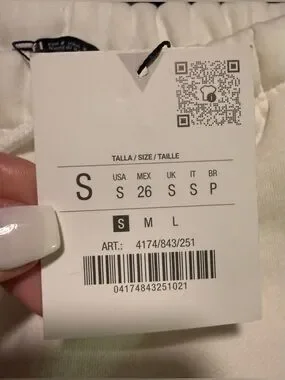 TALLA / SIZE / TAILLE
S USA MEX UK IT BR
S 26 S S P
S M L
ART.: 4174/843/251
04174843251021